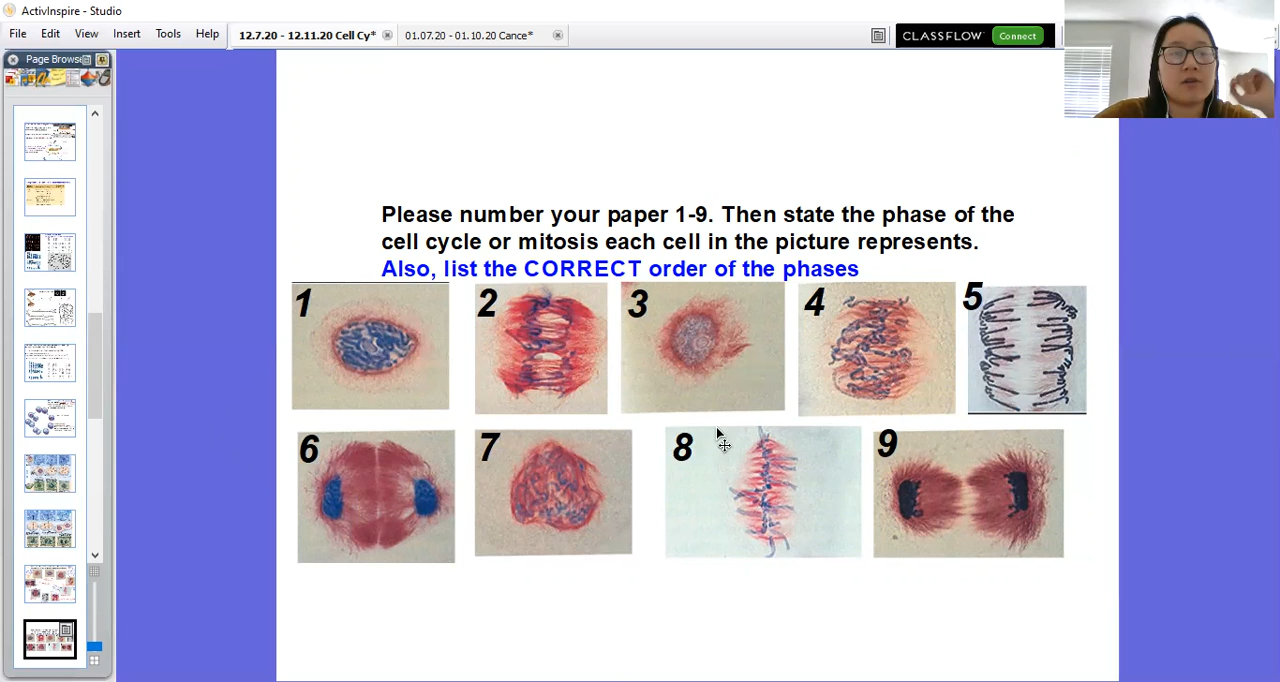 ActivInspire - Studio
File Edit View Insert Tools Help
12.7.20 - 12.11.20 Cell Cy*
01.07.20 - 01.10.20 Cance*
CLASSFLOW Connect
Page Browse
Please number your paper 1-9. Then state the phase of the
cell cycle or mitosis each cell in the picture represents.
Also, list the CORRECT order of the phases
1 2 3 4 5
6 7 8 9